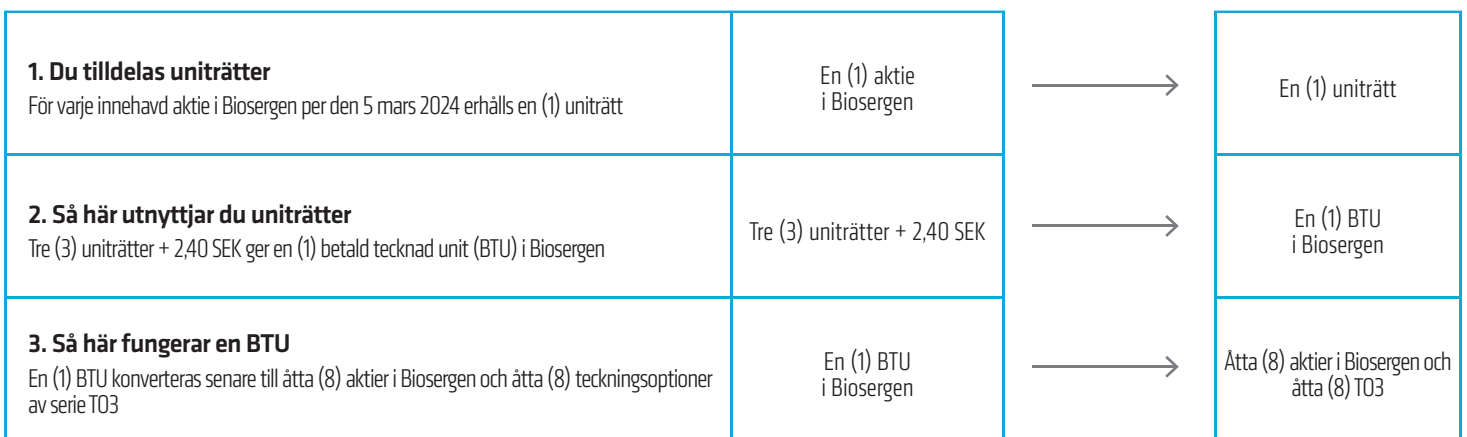 1. Du tilldelas uniträtter
För varje innehavd aktie i Biosergen per den 5 mars 2024 erhålls en (1) uniträtt
En (1) aktie
i Biosergen
En (1) uniträtt
2. Så här utnyttjar du uniträtter
Tre (3) uniträtter + 2,40 SEK ger en (1) betald tecknad unit (BTU) i Biosergen
Tre (3) uniträtter + 2,40 SEK
En (1) BTU
i Biosergen
3. Så här fungerar en BTU
En (1) BTU konverteras senare till åtta (8) aktier i Biosergen och åtta (8) teckningsoptioner
av serie TO3
En (1) BTU
i Biosergen
Åtta (8) aktier i Biosergen och
åtta (8) TO3